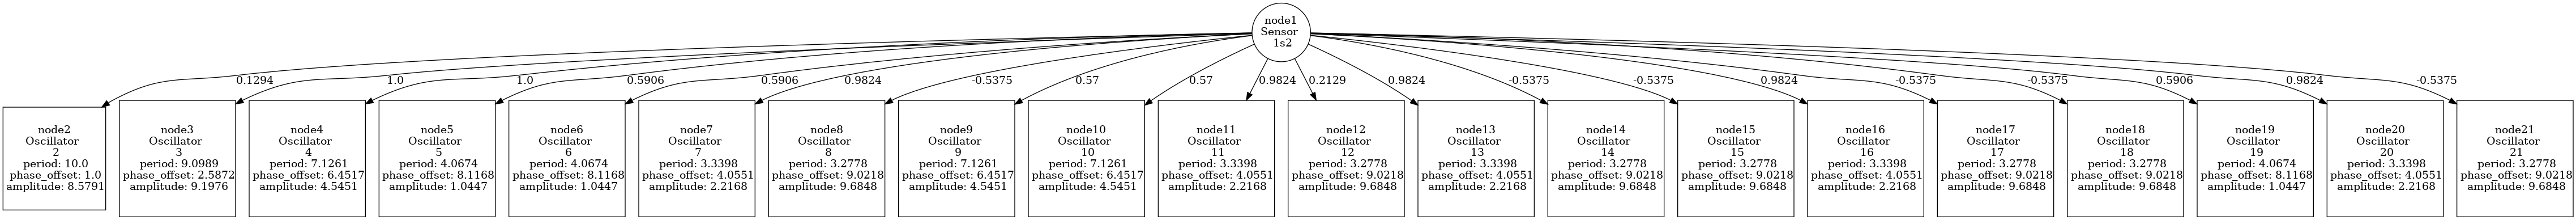 node1
Sensor
1s2
0.1294
1.0
1.0
0.5906
0.5906
0.9824
-0.5375
0.57
0.57
0.9824
0.2129
0.9824
-0.5375
-0.5375
0.9824
-0.5375
-0.5375
0.5906
0.9824
-0.5375
node2
Oscillator
2
period: 10.0
phase_offset: 1.0
amplitude: 8.5791
node3
Oscillator
3
period: 9.0989
phase_offset: 2.5872
amplitude: 9.1976
node4
Oscillator
4
period: 7.1261
phase_offset: 6.4517
amplitude: 4.5451
node5
Oscillator
5
period: 4.0674
phase_offset: 8.1168
amplitude: 1.0447
node6
Oscillator
6
period: 4.0674
phase_offset: 8.1168
amplitude: 1.0447
node7
Oscillator
7
period: 3.3398
phase_offset: 4.0551
amplitude: 2.2168
node8
Oscillator
8
period: 3.2778
phase_offset: 9.0218
amplitude: 9.6848
node9
Oscillator
9
period: 7.1261
phase_offset: 6.4517
amplitude: 4.5451
node10
Oscillator
10
period: 7.1261
phase_offset: 6.4517
amplitude: 4.5451
node11
Oscillator
11
period: 3.3398
phase_offset: 4.0551
amplitude: 2.2168
node12
Oscillator
12
period: 3.2778
phase_offset: 9.0218
amplitude: 9.6848
node13
Oscillator
13
period: 3.3398
phase_offset: 4.0551
amplitude: 2.2168
node14
Oscillator
14
period: 3.2778
phase_offset: 9.0218
amplitude: 9.6848
node15
Oscillator
15
period: 3.2778
phase_offset: 9.0218
amplitude: 9.6848
node16
Oscillator
16
period: 3.3398
phase_offset: 4.0551
amplitude: 2.2168
node17
Oscillator
17
period: 3.2778
phase_offset: 9.0218
amplitude: 9.6848
node18
Oscillator
18
period: 3.2778
phase_offset: 9.0218
amplitude: 9.6848
node19
Oscillator
19
period: 4.0674
phase_offset: 8.1168
amplitude: 1.0447
node20
Oscillator
20
period: 3.3398
phase_offset: 4.0551
amplitude: 2.2168
node21
Oscillator
21
period: 3.2778
phase_offset: 9.0218
amplitude: 9.6848